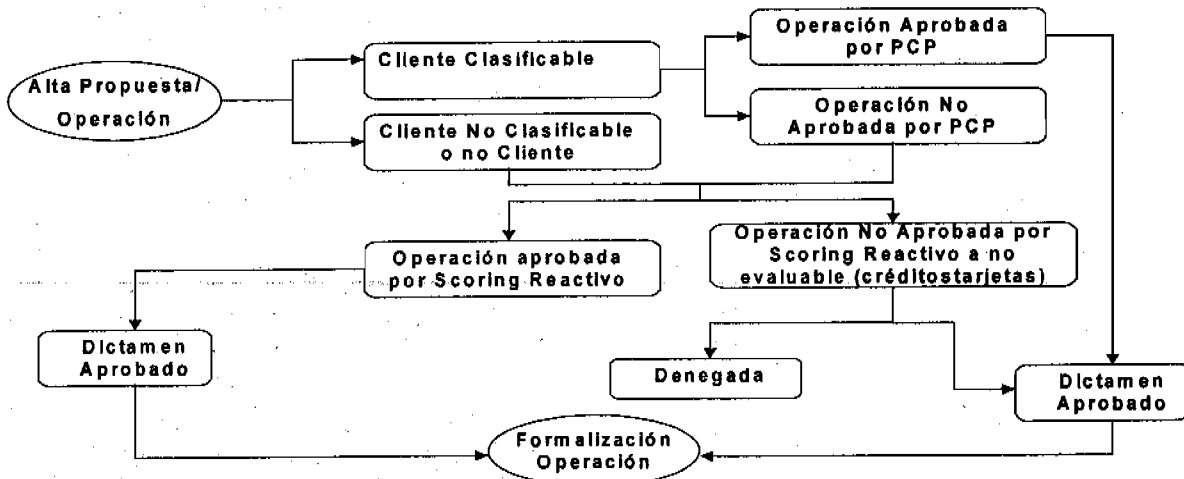 Operación Aprobada
por PCP
Cliente Clasificable
Alta Propuesta/
Operación
Operación No
Aprobada por PCP
Cliente No Clasificable
o no Cliente
Operación No Aprobada por
Scoring Reactivo a no
evaluable (créditostarjetas)
Operación aprobada
por Scoring Reactivo
Dictamen
Aprobado
Denegada
Dictamen
Aprobado
Formalización
Operación